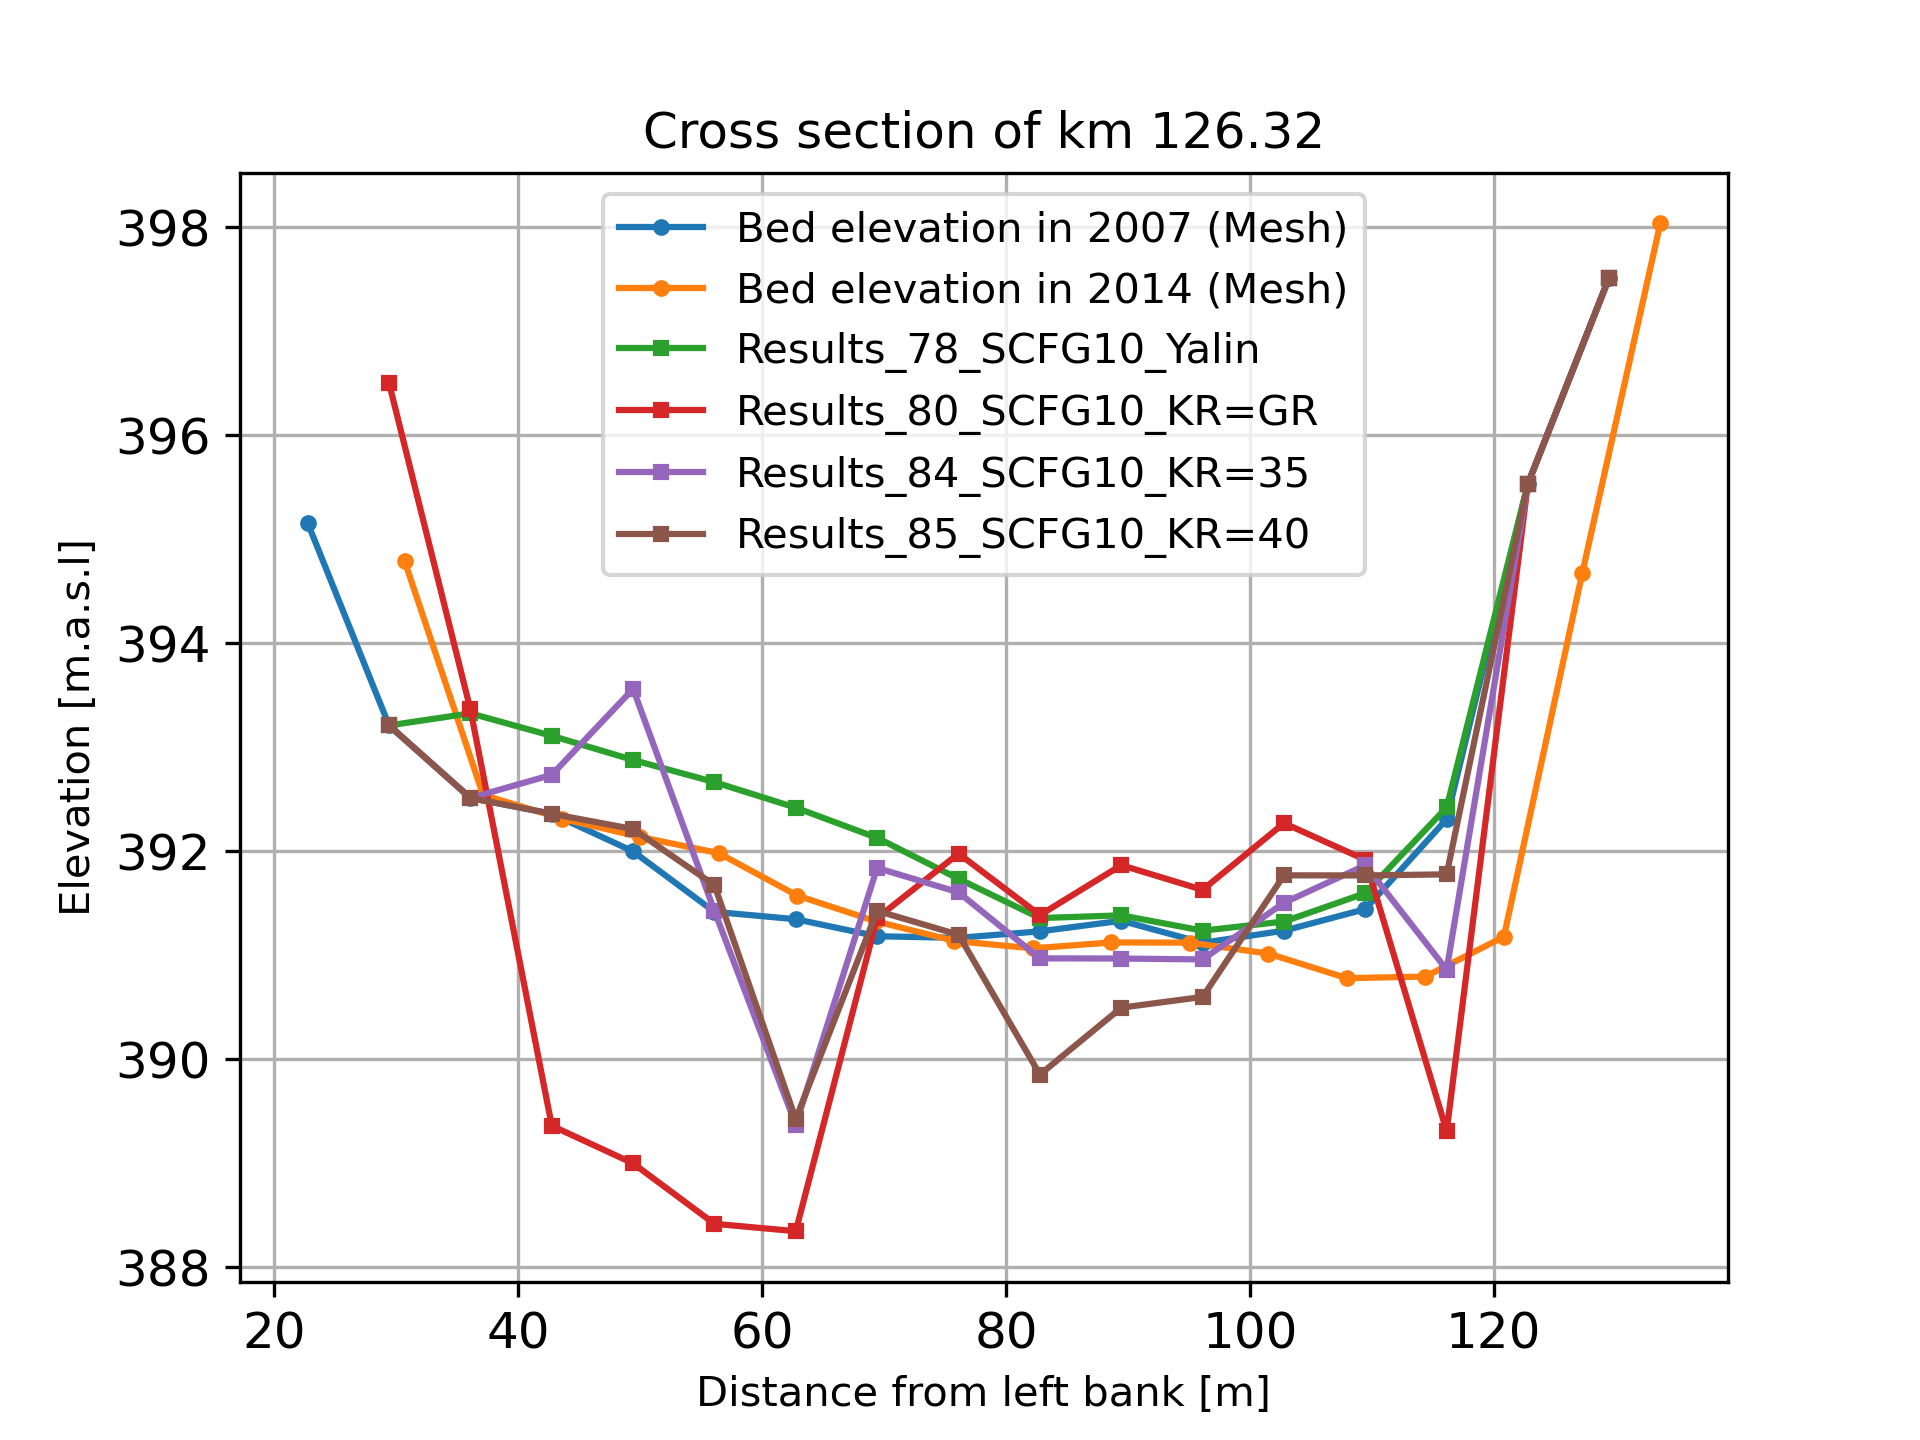 Cross section of km 126.32
Bed elevation in 2007 (Mesh)
Bed elevation in 2014 (Mesh)
Results_78_SCFG10_Yalin
Results_80_SCFG10_KR=GR
Results_84_SCFG10_KR=35
Results_85_SCFG10_KR=40
398
396
394
392
390
388
Elevation [m.a.s.l]
20 40 60 80 100 120
Distance from left bank [m]